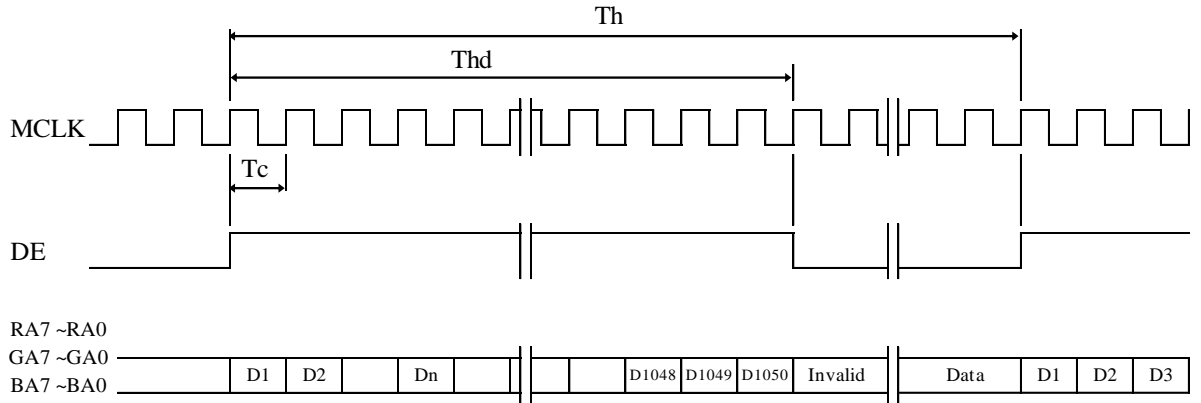 Th
Thd
MCLK
Tc
DE
RA7 ~RA0
GA7 ~GA0
BA7 ~BA0
D1 D2 Dn D1048 D1049 D1050 Invalid Data D1 D2 D3